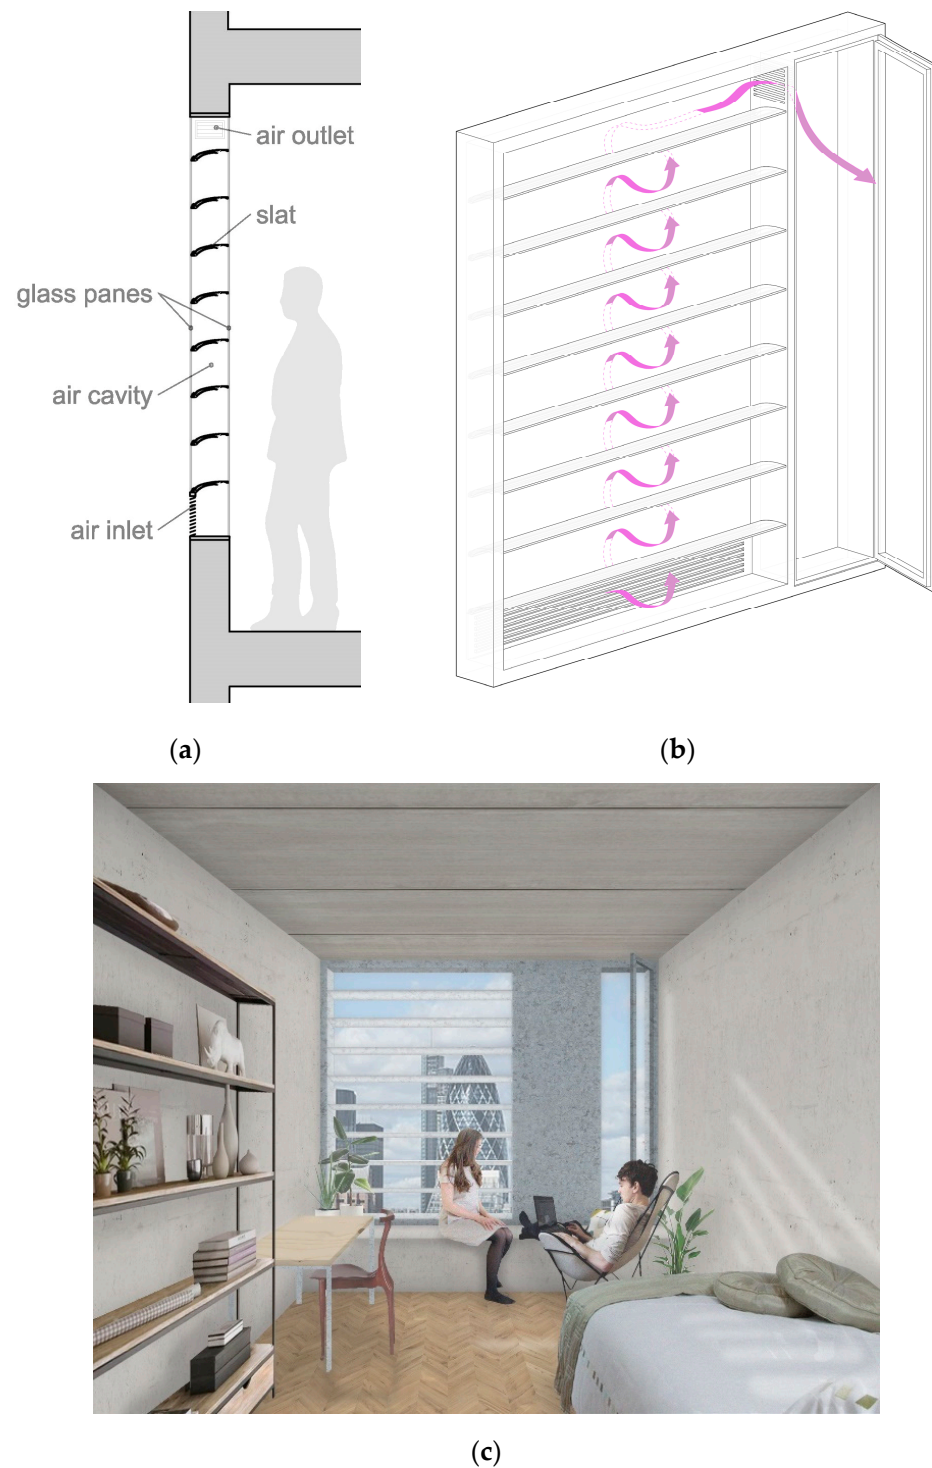 air outlet
slat
glass panes
air cavity
air inlet
(a)
(b)
(c)